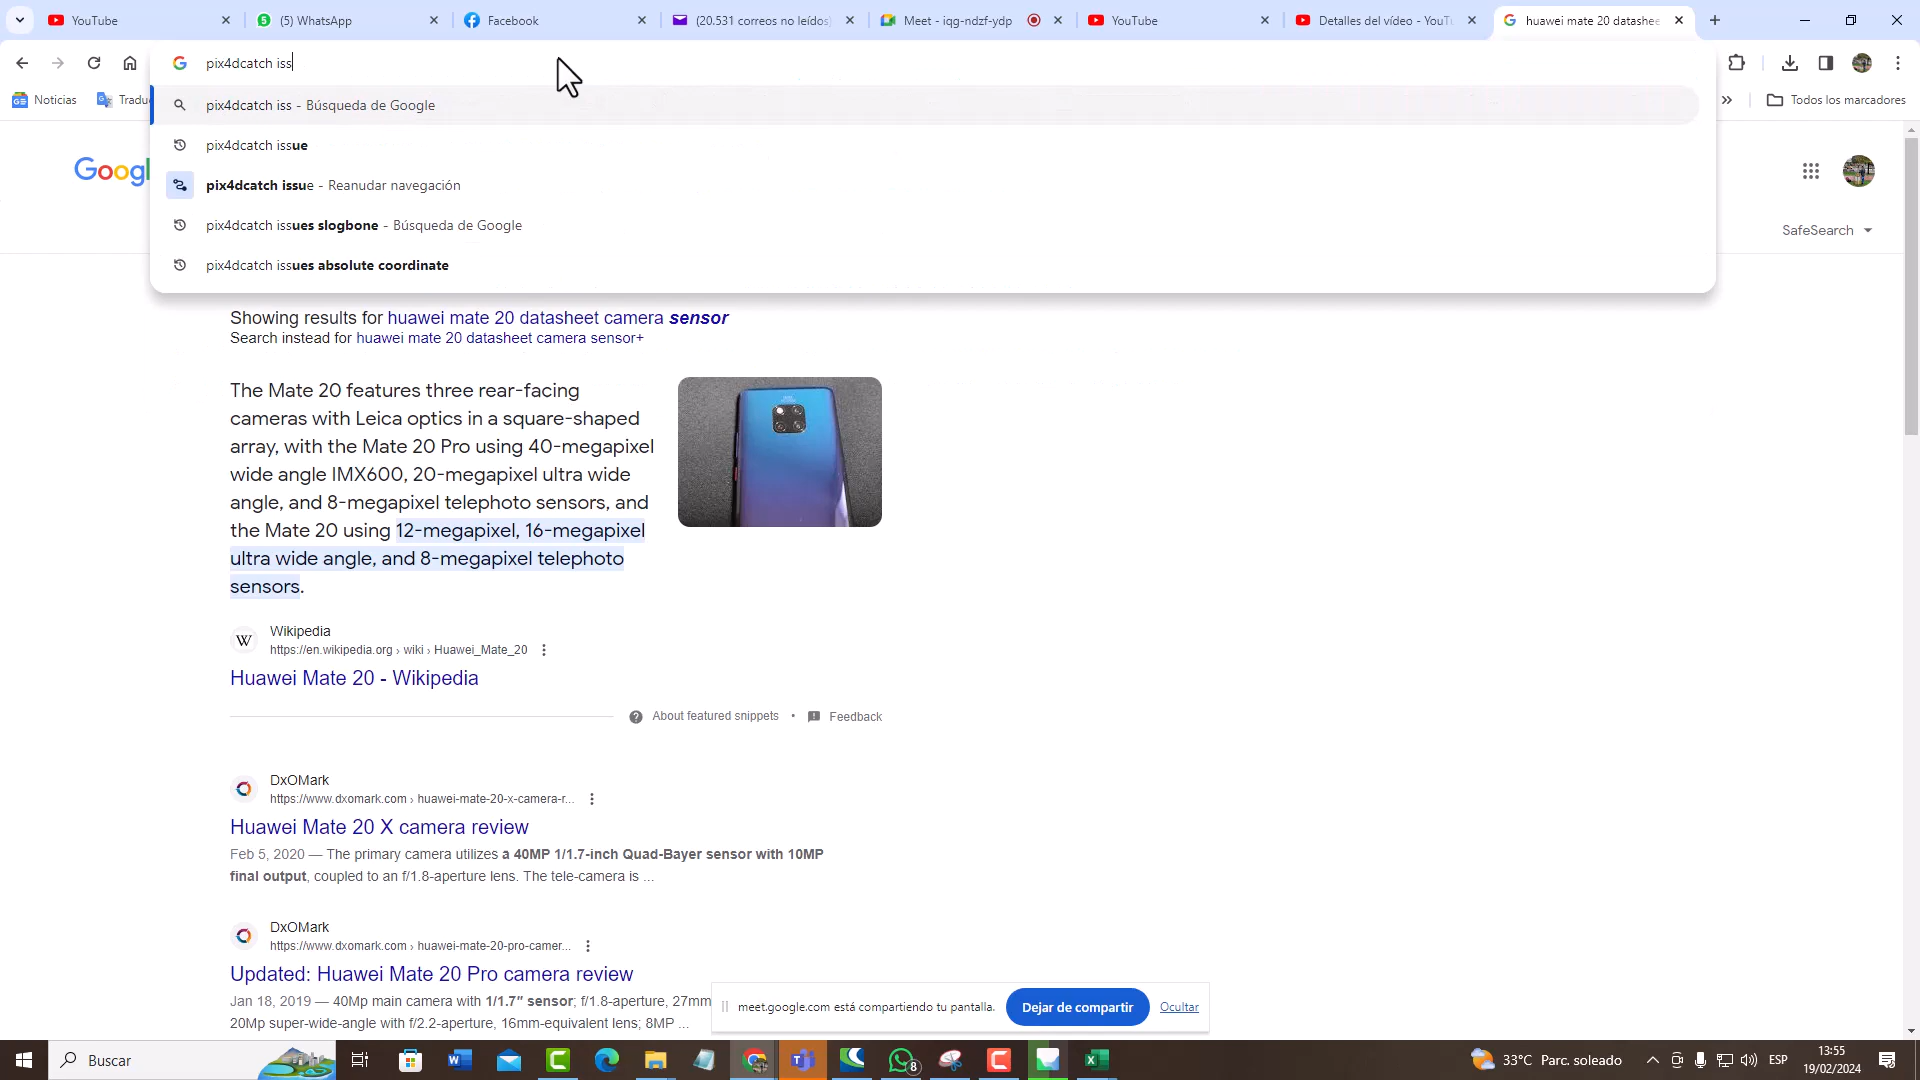 YouTube
(5) WhatsApp
Facebook
(20.531 correos no leídos)
Meet - iqg-ndzf-ydp
YouTube
Detalles del vídeo - YouTu
huawei mate 20 datashee
pix4dcatch iss
Noticias
Tradu
Todos los marcadores
pix4dcatch iss - Búsqueda de Google
pix4dcatch issue
pix4dcatch issue - Reanudar navegación
pix4dcatch issues slogbone - Búsqueda de Google
pix4dcatch issues absolute coordinate
Googl
SafeSearch
Showing results for huawei mate 20 datasheet camera sensor
Search instead for huawei mate 20 datasheet camera sensor+
The Mate 20 features three rear-facing
cameras with Leica optics in a square-shaped
array, with the Mate 20 Pro using 40-megapixel
wide angle IMX600, 20-megapixel ultra wide
angle, and 8-megapixel telephoto sensors, and
the Mate 20 using 12-megapixel, 16-megapixel
ultra wide angle, and 8-megapixel telephoto
sensors.
Wikipedia
https://en.wikipedia.org › wiki › Huawei_Mate_20
Huawei Mate 20 - Wikipedia
About featured snippets • Feedback
DxOMark
https://www.dxomark.com › huawei-mate-20-x-camera-r...
Huawei Mate 20 X camera review
Feb 5, 2020 — The primary camera utilizes a 40MP 1/1.7-inch Quad-Bayer sensor with 10MP
final output, coupled to an f/1.8-aperture lens. The tele-camera is ...
DxOMark
https://www.dxomark.com › huawei-mate-20-pro-camer...
Updated: Huawei Mate 20 Pro camera review
Jan 18, 2019 — 40Mp main camera with 1/1.7″ sensor; f/1.8-aperture, 27mm
20Mp super-wide-angle with f/2.2-aperture, 16mm-equivalent lens; 8MP ...
meet.google.com está compartiendo tu pantalla.
Dejar de compartir
Ocultar
Buscar
8
33°C Parc. soleado
ESP
13:55
19/02/2024